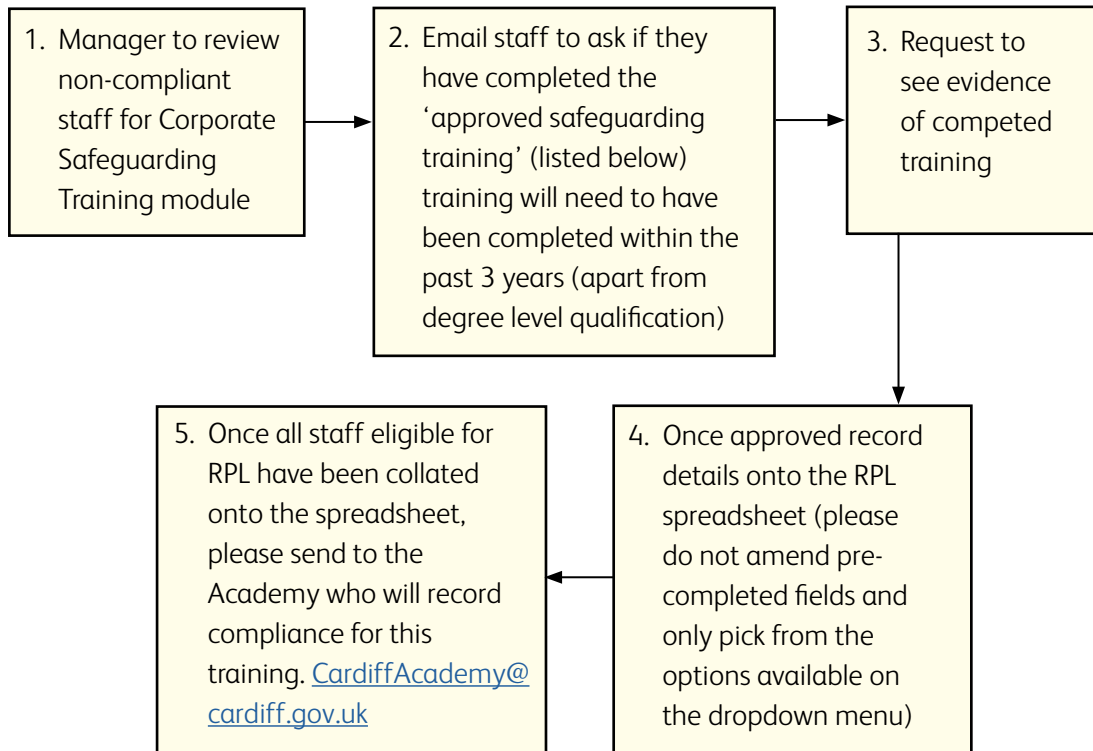 1. Manager to review
non-compliant
staff for Corporate
Safeguarding
Training module
2. Email staff to ask if they
have completed the
‘approved safeguarding
training’ (listed below)
training will need to have
been completed within the
past 3 years (apart from
degree level qualification)
3. Request to
see evidence
of competed
training
4. Once approved record
details onto the RPL
spreadsheet (please
do not amend pre-
completed fields and
only pick from the
options available on
the dropdown menu)
5. Once all staff eligible for
RPL have been collated
onto the spreadsheet,
please send to the
Academy who will record
compliance for this
training. CardiffAcademy@
cardiff.gov.uk